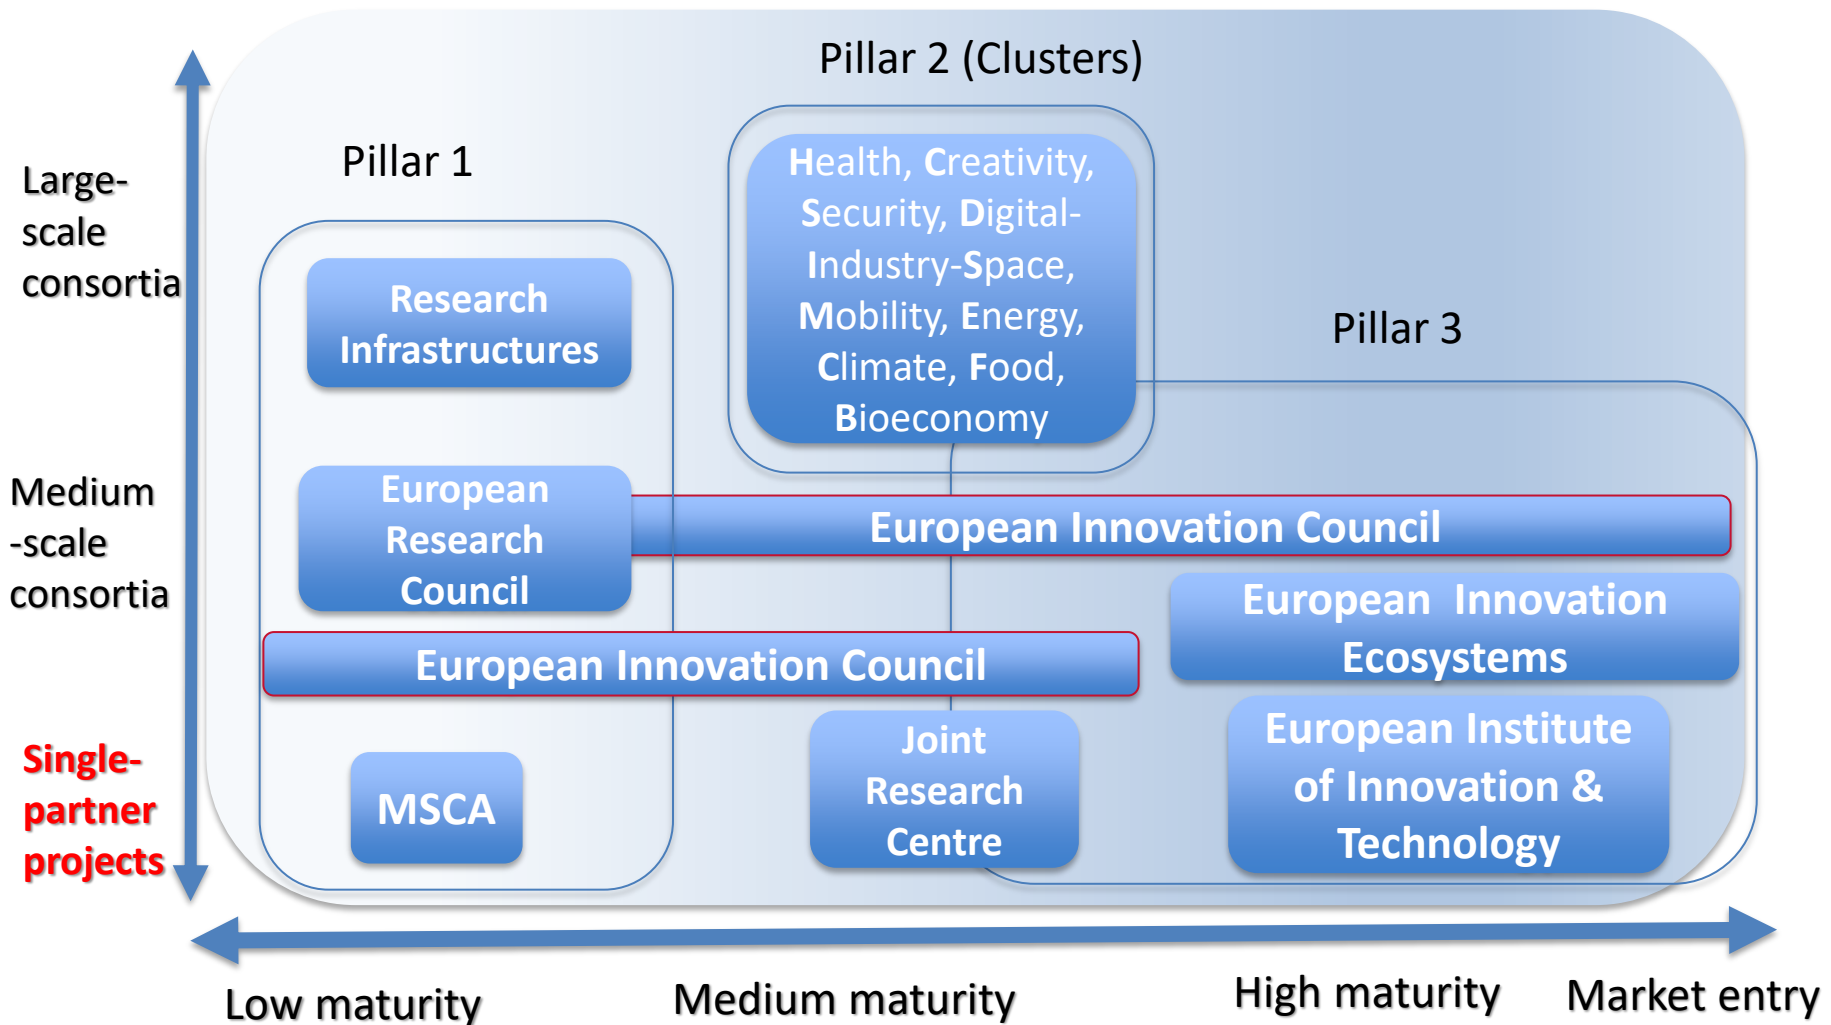 Pillar 2 (Clusters)
Pillar 1
Health, Creativity,
Security, Digital-
Industry-Space,
Mobility, Energy,
Climate, Food,
Bioeconomy
Large-
scale
consortia
Research
Infrastructures
Pillar 3
Medium
-scale
consortia
European
Research
Council
European Innovation Council
European  Innovation
Ecosystems
European Innovation Council
Single-
partner
projects
MSCA
Joint
Research
Centre
European Institute
of Innovation &
Technology
Low maturity
Medium maturity
High maturity
Market entry